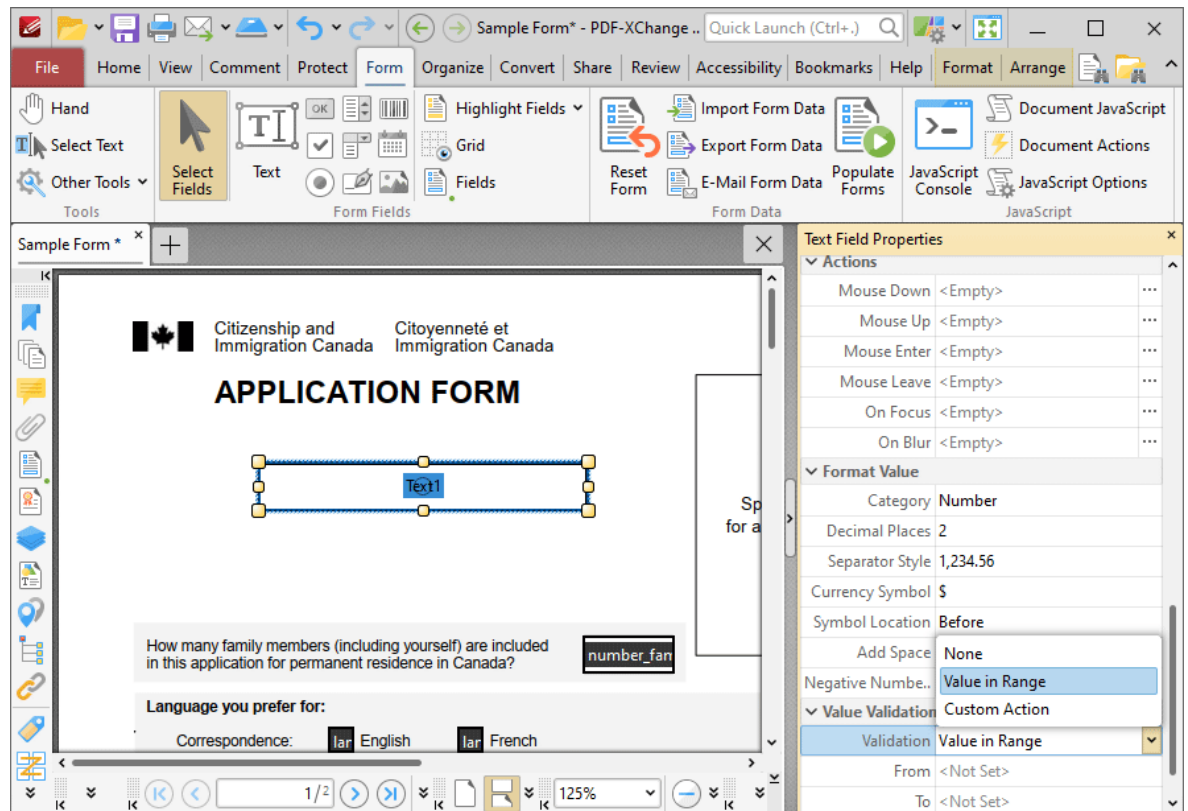 Sample Form* - PDF-XChange ..
Quick Launch (Ctrl+.)
File Home View Comment Protect Form Organize Convert Share Review Accessibility Bookmarks Help Format Arrange
Hand
Select Text
Other Tools
Tools
Select Fields
Text
OK
Highlight Fields
Grid
Fields
Form Fields
Reset Form
Import Form Data
Export Form Data
E-Mail Form Data
Populate Forms
Form Data
JavaScript Console
Document JavaScript
Document Actions
JavaScript Options
JavaScript
Sample Form *
Citizenship and Immigration Canada
Citoyenneté et Immigration Canada
APPLICATION FORM
Text1
Sp
for a
How many family members (including yourself) are included
in this application for permanent residence in Canada?
number_fam
Language you prefer for:
Correspondence: lar English lar French
1/2
125%
Text Field Properties
Actions
Mouse Down <Empty>
Mouse Up <Empty>
Mouse Enter <Empty>
Mouse Leave <Empty>
On Focus <Empty>
On Blur <Empty>
Format Value
Category Number
Decimal Places 2
Separator Style 1,234.56
Currency Symbol $
Symbol Location Before
Add Space
Negative Numbe..
None
Value in Range
Custom Action
Value Validation
Validation Value in Range
From <Not Set>
To <Not Set>